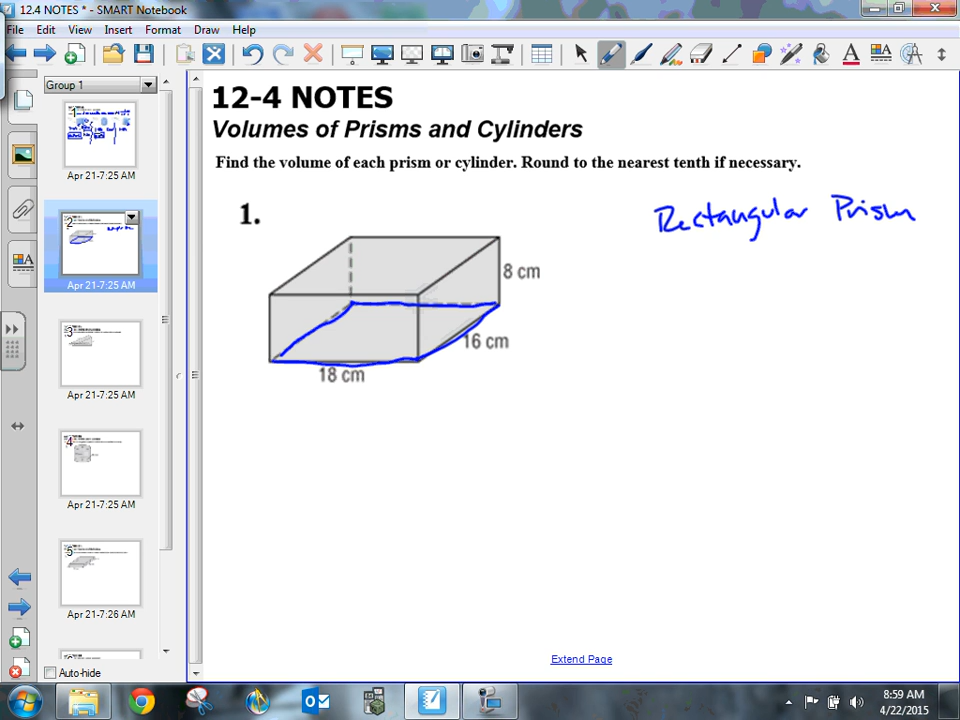 12.4 NOTES * - SMART Notebook
File Edit View Insert Format Draw Help
Group 1
Apr 21-7:25 AM
Apr 21-7:25 AM
Apr 21-7:25 AM
Apr 21-7:25 AM
Apr 21-7:26 AM
Auto-hide
12-4 NOTES
Volumes of Prisms and Cylinders
Find the volume of each prism or cylinder. Round to the nearest tenth if necessary.
1.
Rectangular Prism
8 cm
16 cm
18 cm
Extend Page
8:59 AM
4/22/2015